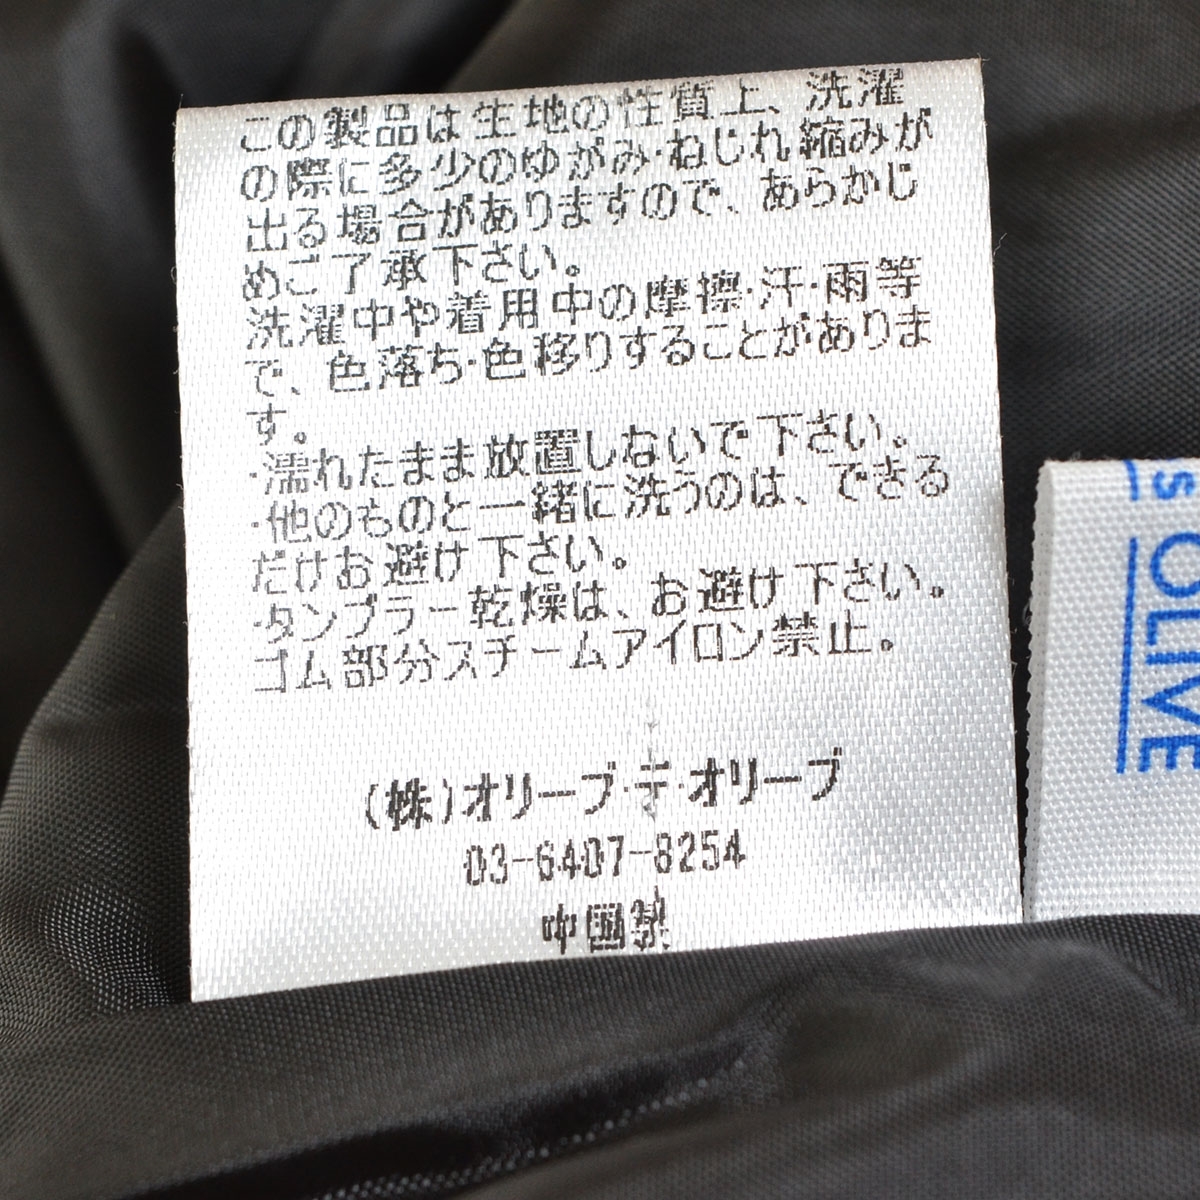 この製品は生地の性質上、洗濯
の際に多少のゆがみ・ねじれ縮みが
出る場合がありますので、あらかじ
めご了承下さい。
洗濯中や着用中の摩擦・汗・雨等
で、色落ち・色移りすることがありま
す。
・濡れたまま放置しないで下さい。
・他のものと一緒に洗うのは、できる
だけお避け下さい。
・タンブラー乾燥は、お避け下さい。
ゴム部分スチームアイロン禁止。
(株)オリーブ・デ・オリーブ
03-6407-8254
中国製
s OLIVE